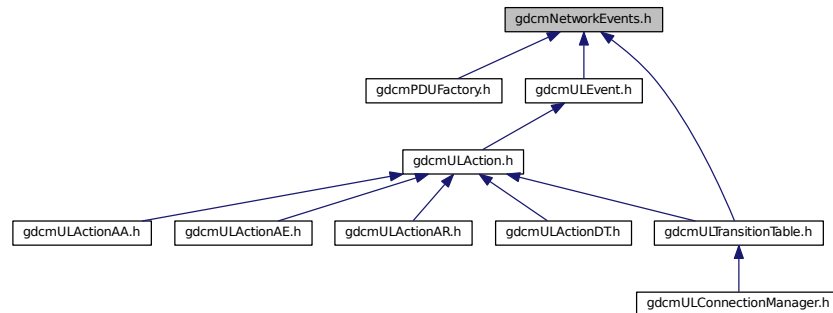 gdcmNetworkEvents.h
gdcmPDUFactory.h
gdcmULEvent.h
gdcmULAction.h
gdcmULActionAA.h
gdcmULActionAE.h
gdcmULActionAR.h
gdcmULActionDT.h
gdcmULTransitionTable.h
gdcmULConnectionManager.h